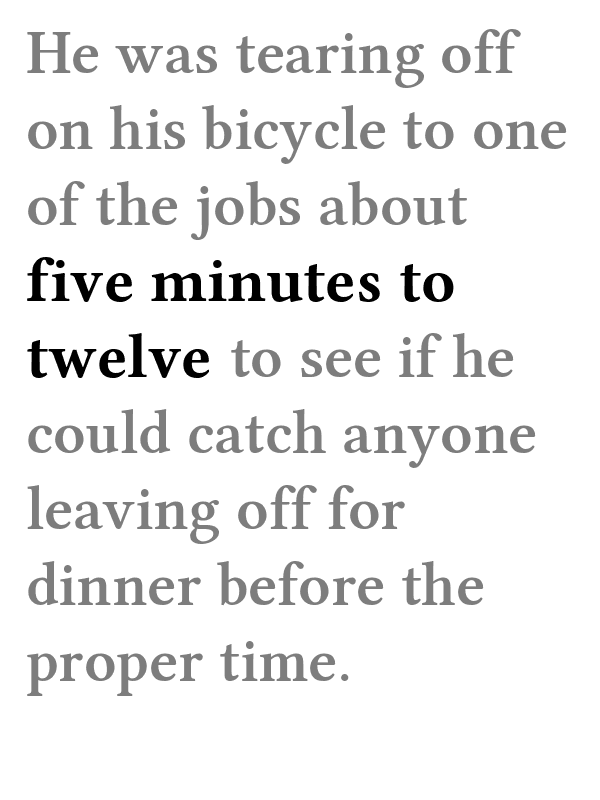 He was tearing off
on his bicycle to one
of the jobs about
five minutes to
twelve to see if he
could catch anyone
leaving off for
dinner before the
proper time.